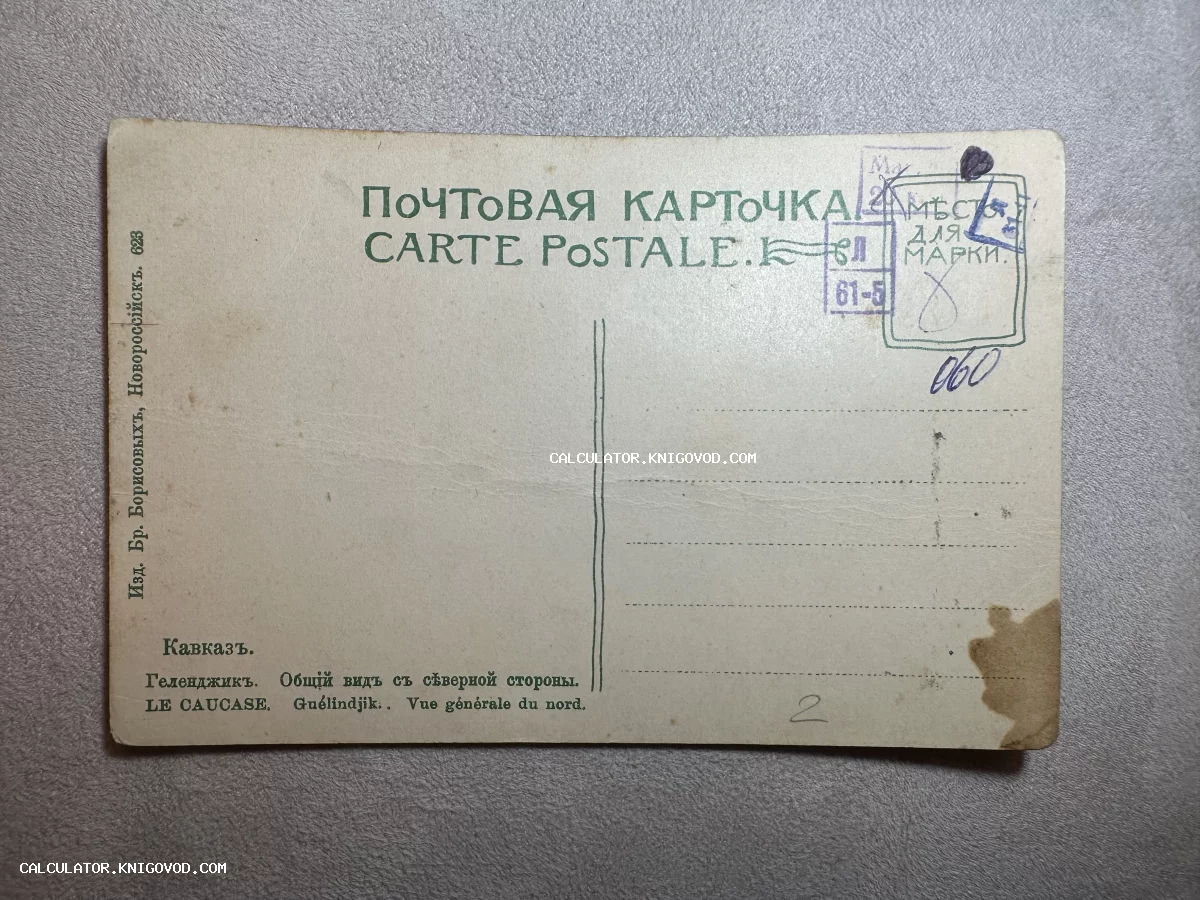 ПОЧТОВАЯ КАРТОЧКА
CARTE POSTALE.
МѢСТО
ДЛЯ
МАРКИ.
Л
61-5
060
Изд. Бр. Борисовыхъ, Новороссійскъ. 628
CALCULATOR.KNIGOVOD.COM
Кавказъ.
Геленджикъ. Общій видъ съ сѣверной стороны.
LE CAUCASE. Guélindjik.. Vue générale du nord.
2
CALCULATOR.KNIGOVOD.COM